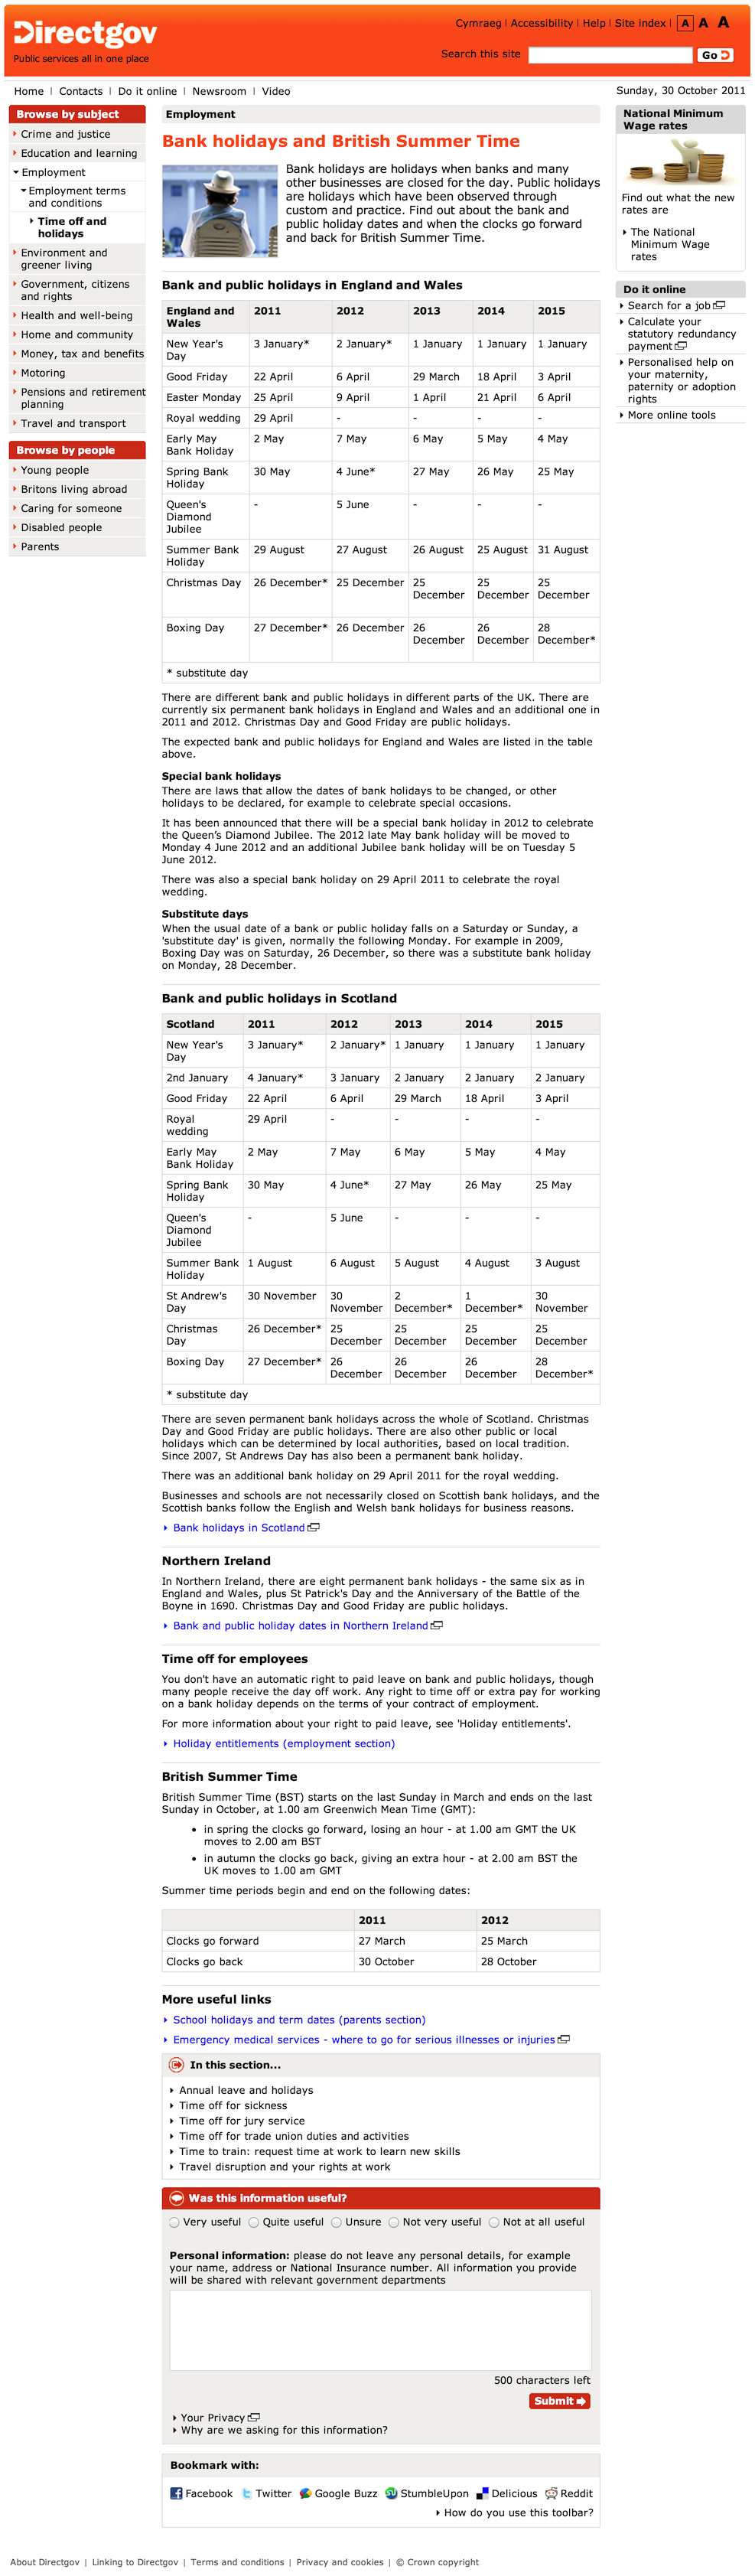 Directgov
Public services all in one place
Cymraeg | Accessibility | Help | Site index | A A A
Search this site Go
Home | Contacts | Do it online | Newsroom | Video
Sunday, 30 October 2011
Browse by subject
Crime and justice
Education and learning
Employment
Employment terms
and conditions
Time off and
holidays
Environment and
greener living
Government, citizens
and rights
Health and well-being
Home and community
Money, tax and benefits
Motoring
Pensions and retirement
planning
Travel and transport
Browse by people
Young people
Britons living abroad
Caring for someone
Disabled people
Parents
Employment
Bank holidays and British Summer Time
Bank holidays are holidays when banks and many
other businesses are closed for the day. Public holidays
are holidays which have been observed through
custom and practice. Find out about the bank and
public holiday dates and when the clocks go forward
and back for British Summer Time.
Bank and public holidays in England and Wales
England and
Wales 2011 2012 2013 2014 2015
New Year's
Day 3 January* 2 January* 1 January 1 January 1 January
Good Friday 22 April 6 April 29 March 18 April 3 April
Easter Monday 25 April 9 April 1 April 21 April 6 April
Royal wedding 29 April - - - -
Early May
Bank Holiday 2 May 7 May 6 May 5 May 4 May
Spring Bank
Holiday 30 May 4 June* 27 May 26 May 25 May
Queen's
Diamond
Jubilee - 5 June - - -
Summer Bank
Holiday 29 August 27 August 26 August 25 August 31 August
Christmas Day 26 December* 25 December 25
December 25
December 25
December
Boxing Day 27 December* 26 December 26
December 26
December 28
December*
* substitute day
There are different bank and public holidays in different parts of the UK. There are
currently six permanent bank holidays in England and Wales and an additional one in
2011 and 2012. Christmas Day and Good Friday are public holidays.
The expected bank and public holidays for England and Wales are listed in the table
above.
Special bank holidays
There are laws that allow the dates of bank holidays to be changed, or other
holidays to be declared, for example to celebrate special occasions.
It has been announced that there will be a special bank holiday in 2012 to celebrate
the Queen's Diamond Jubilee. The 2012 late May bank holiday will be moved to
Monday 4 June 2012 and an additional Jubilee bank holiday will be on Tuesday 5
June 2012.
There was also a special bank holiday on 29 April 2011 to celebrate the royal
wedding.
Substitute days
When the usual date of a bank or public holiday falls on a Saturday or Sunday, a
'substitute day' is given, normally the following Monday. For example in 2009,
Boxing Day was on Saturday, 26 December, so there was a substitute bank holiday
on Monday, 28 December.
Bank and public holidays in Scotland
Scotland 2011 2012 2013 2014 2015
New Year's
Day 3 January* 2 January* 1 January 1 January 1 January
2nd January 4 January* 3 January 2 January 2 January 2 January
Good Friday 22 April 6 April 29 March 18 April 3 April
Royal
wedding 29 April - - - -
Early May
Bank Holiday 2 May 7 May 6 May 5 May 4 May
Spring Bank
Holiday 30 May 4 June* 27 May 26 May 25 May
Queen's
Diamond
Jubilee - 5 June - - -
Summer Bank
Holiday 1 August 6 August 5 August 4 August 3 August
St Andrew's
Day 30 November 30
November 2
December* 1
December* 30
November
Christmas
Day 26 December* 25
December 25
December 25
December 25
December
Boxing Day 27 December* 26
December 26
December 26
December 28
December*
* substitute day
There are seven permanent bank holidays across the whole of Scotland. Christmas
Day and Good Friday are public holidays. There are also other public or local
holidays which can be determined by local authorities, based on local tradition.
Since 2007, St Andrews Day has also been a permanent bank holiday.
There was an additional bank holiday on 29 April 2011 for the royal wedding.
Businesses and schools are not necessarily closed on Scottish bank holidays, and the
Scottish banks follow the English and Welsh bank holidays for business reasons.
Bank holidays in Scotland
Northern Ireland
In Northern Ireland, there are eight permanent bank holidays - the same six as in
England and Wales, plus St Patrick's Day and the Anniversary of the Battle of the
Boyne in 1690. Christmas Day and Good Friday are public holidays.
Bank and public holiday dates in Northern Ireland
Time off for employees
You don't have an automatic right to paid leave on bank and public holidays, though
many people receive the day off work. Any right to time off or extra pay for working
on a bank holiday depends on the terms of your contract of employment.
For more information about your right to paid leave, see 'Holiday entitlements'.
Holiday entitlements (employment section)
British Summer Time
British Summer Time (BST) starts on the last Sunday in March and ends on the last
Sunday in October, at 1.00 am Greenwich Mean Time (GMT):
• in spring the clocks go forward, losing an hour - at 1.00 am GMT the UK
moves to 2.00 am BST
• in autumn the clocks go back, giving an extra hour - at 2.00 am BST the
UK moves to 1.00 am GMT
Summer time periods begin and end on the following dates:
2011 2012
Clocks go forward 27 March 25 March
Clocks go back 30 October 28 October
More useful links
School holidays and term dates (parents section)
Emergency medical services - where to go for serious illnesses or injuries
In this section...
Annual leave and holidays
Time off for sickness
Time off for jury service
Time off for trade union duties and activities
Time to train: request time at work to learn new skills
Travel disruption and your rights at work
Was this information useful?
Very useful Quite useful Unsure Not very useful Not at all useful
Personal information: please do not leave any personal details, for example
your name, address or National Insurance number. All information you provide
will be shared with relevant government departments
500 characters left
Submit
Your Privacy
Why are we asking for this information?
Bookmark with:
Facebook Twitter Google Buzz StumbleUpon Delicious Reddit
How do you use this toolbar?
National Minimum
Wage rates
Find out what the new
rates are
The National
Minimum Wage
rates
Do it online
Search for a job
Calculate your
statutory redundancy
payment
Personalised help on
your maternity,
paternity or adoption
rights
More online tools
About Directgov | Linking to Directgov | Terms and conditions | Privacy and cookies | © Crown copyright